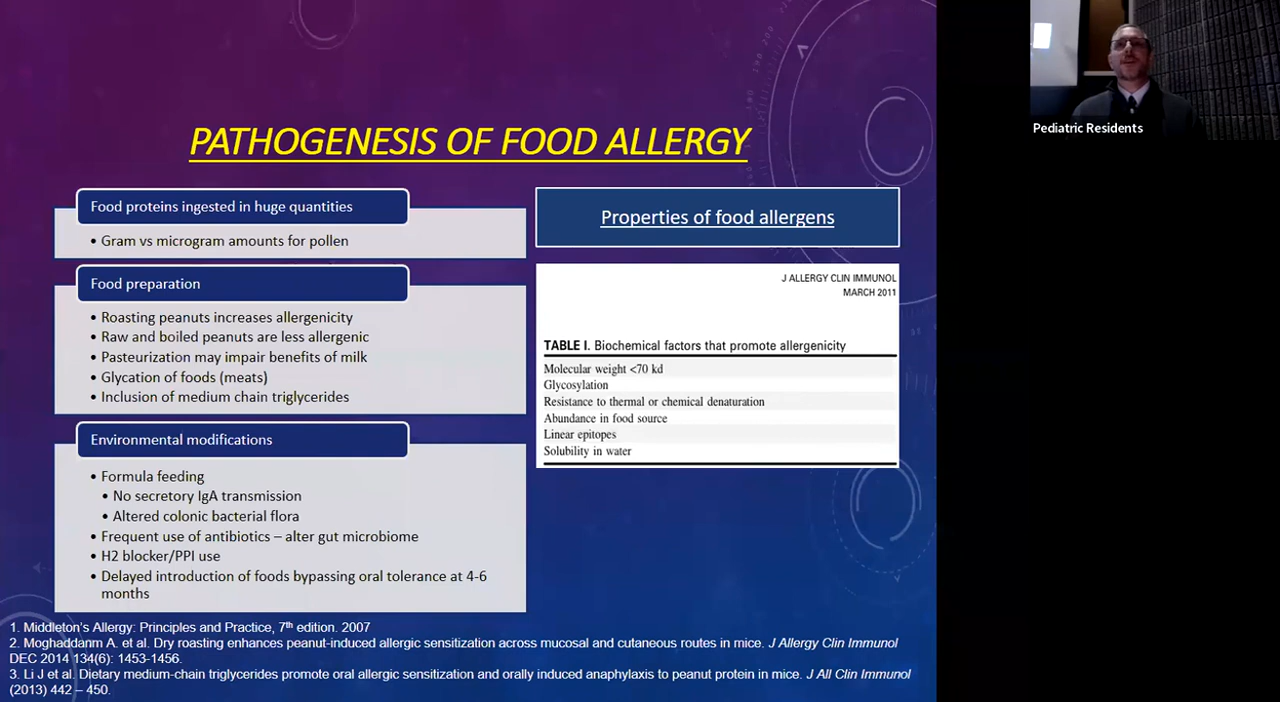 PATHOGENESIS OF FOOD ALLERGY
Food proteins ingested in huge quantities
• Gram vs microgram amounts for pollen
Food preparation
• Roasting peanuts increases allergenicity
• Raw and boiled peanuts are less allergenic
• Pasteurization may impair benefits of milk
• Glycation of foods (meats)
• Inclusion of medium chain triglycerides
Environmental modifications
• Formula feeding
• No secretory IgA transmission
• Altered colonic bacterial flora
• Frequent use of antibiotics – alter gut microbiome
• H2 blocker/PPI use
• Delayed introduction of foods bypassing oral tolerance at 4-6
months
Properties of food allergens
J ALLERGY CLIN IMMUNOL
MARCH 2011
TABLE I. Biochemical factors that promote allergenicity
Molecular weight <70 kd
Glycosylation
Resistance to thermal or chemical denaturation
Abundance in food source
Linear epitopes
Solubility in water
1. Middleton's Allergy: Principles and Practice, 7th edition. 2007
2. Moghaddanm A. et al. Dry roasting enhances peanut-induced allergic sensitization across mucosal and cutaneous routes in mice. J Allergy Clin Immunol
DEC 2014 134(6): 1453-1456.
3. Li J et al. Dietary medium-chain triglycerides promote oral allergic sensitization and orally induced anaphylaxis to peanut protein in mice. J All Clin Immunol
(2013) 442 – 450.
Pediatric Residents